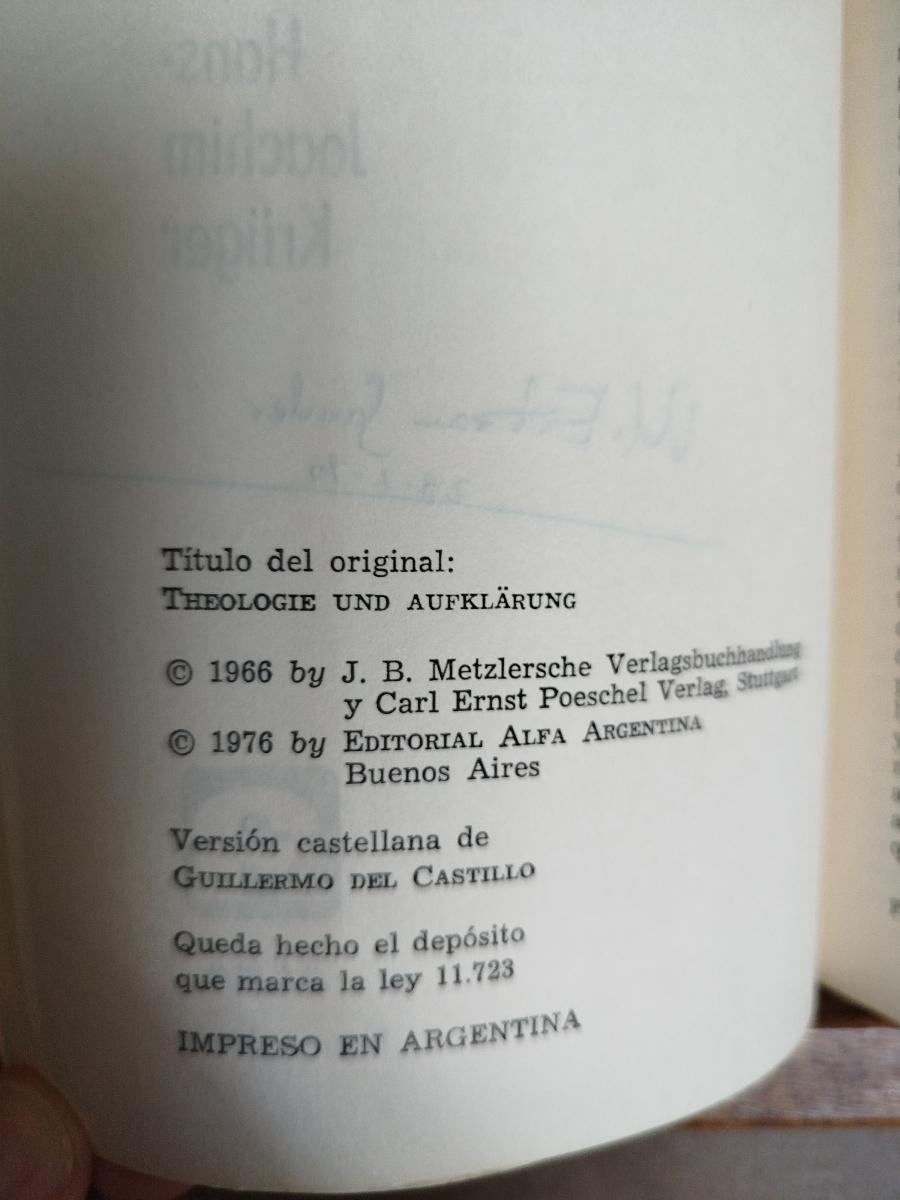 Hans-
Joachim
Krüger
Título del original:
THEOLOGIE UND AUFKLÄRUNG
© 1966 by J. B. Metzlersche Verlagsbuchhandlung
y Carl Ernst Poeschel Verlag, Stuttgart
© 1976 by EDITORIAL ALFA ARGENTINA
Buenos Aires
Versión castellana de
GUILLERMO DEL CASTILLO
Queda hecho el depósito
que marca la ley 11.723
IMPRESO EN ARGENTINA